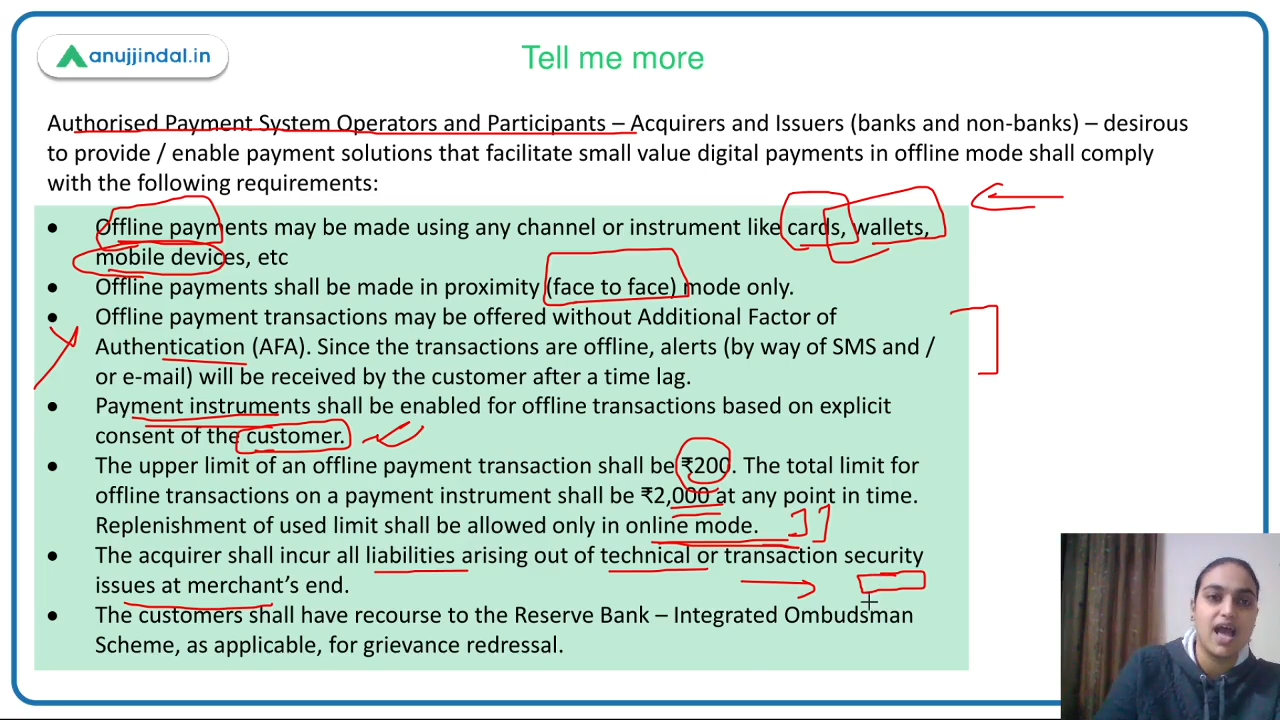 anujjindal.in
Tell me more
Authorised Payment System Operators and Participants – Acquirers and Issuers (banks and non-banks) – desirous
to provide / enable payment solutions that facilitate small value digital payments in offline mode shall comply
with the following requirements:
● Offline payments may be made using any channel or instrument like cards, wallets,
mobile devices, etc
● Offline payments shall be made in proximity (face to face) mode only.
● Offline payment transactions may be offered without Additional Factor of
Authentication (AFA). Since the transactions are offline, alerts (by way of SMS and /
or e-mail) will be received by the customer after a time lag.
● Payment instruments shall be enabled for offline transactions based on explicit
consent of the customer.
● The upper limit of an offline payment transaction shall be ₹200. The total limit for
offline transactions on a payment instrument shall be ₹2,000 at any point in time.
Replenishment of used limit shall be allowed only in online mode.
● The acquirer shall incur all liabilities arising out of technical or transaction security
issues at merchant’s end.
● The customers shall have recourse to the Reserve Bank – Integrated Ombudsman
Scheme, as applicable, for grievance redressal.